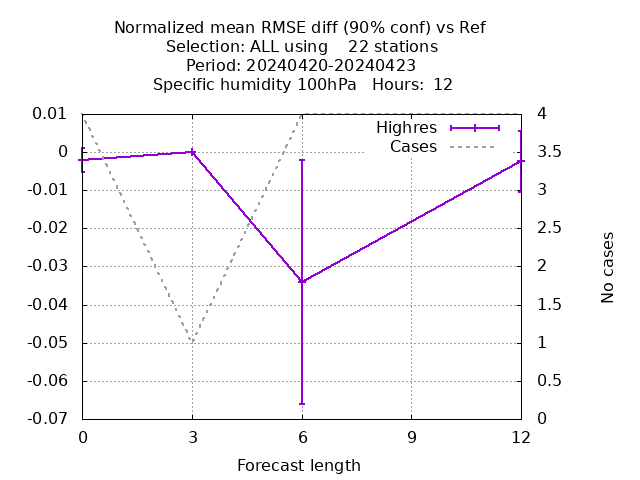 Normalized mean RMSE diff (90% conf) vs Ref
Selection: ALL using    22 stations
Period: 20240420-20240423
Specific humidity 100hPa   Hours:  12
0.01
0
-0.01
-0.02
-0.03
-0.04
-0.05
-0.06
-0.07
Highres
Cases
4
3.5
3
2.5
2
1.5
1
0.5
0
No cases
0 3 6 9 12
Forecast length